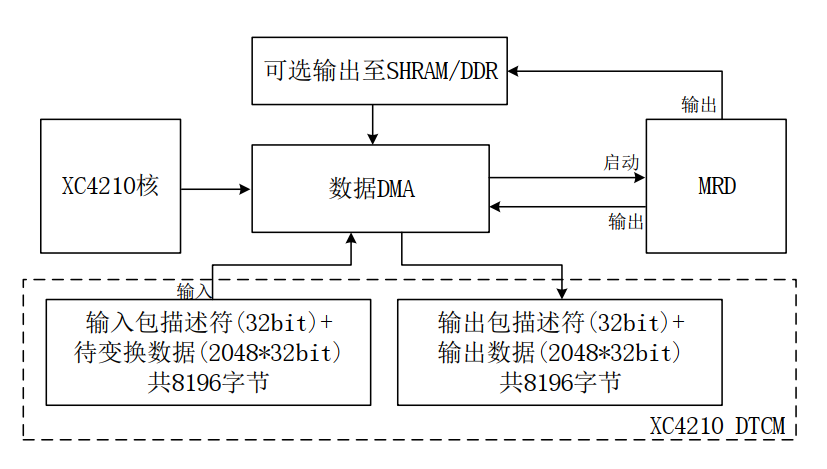 可选输出至SHRAM/DDR
输出
XC4210核
数据DMA
启动
MRD
输出
输入
输入包描述符(32bit)+
待变换数据(2048*32bit)
共8196字节
输出包描述符(32bit)+
输出数据(2048*32bit)
共8196字节
XC4210 DTCM